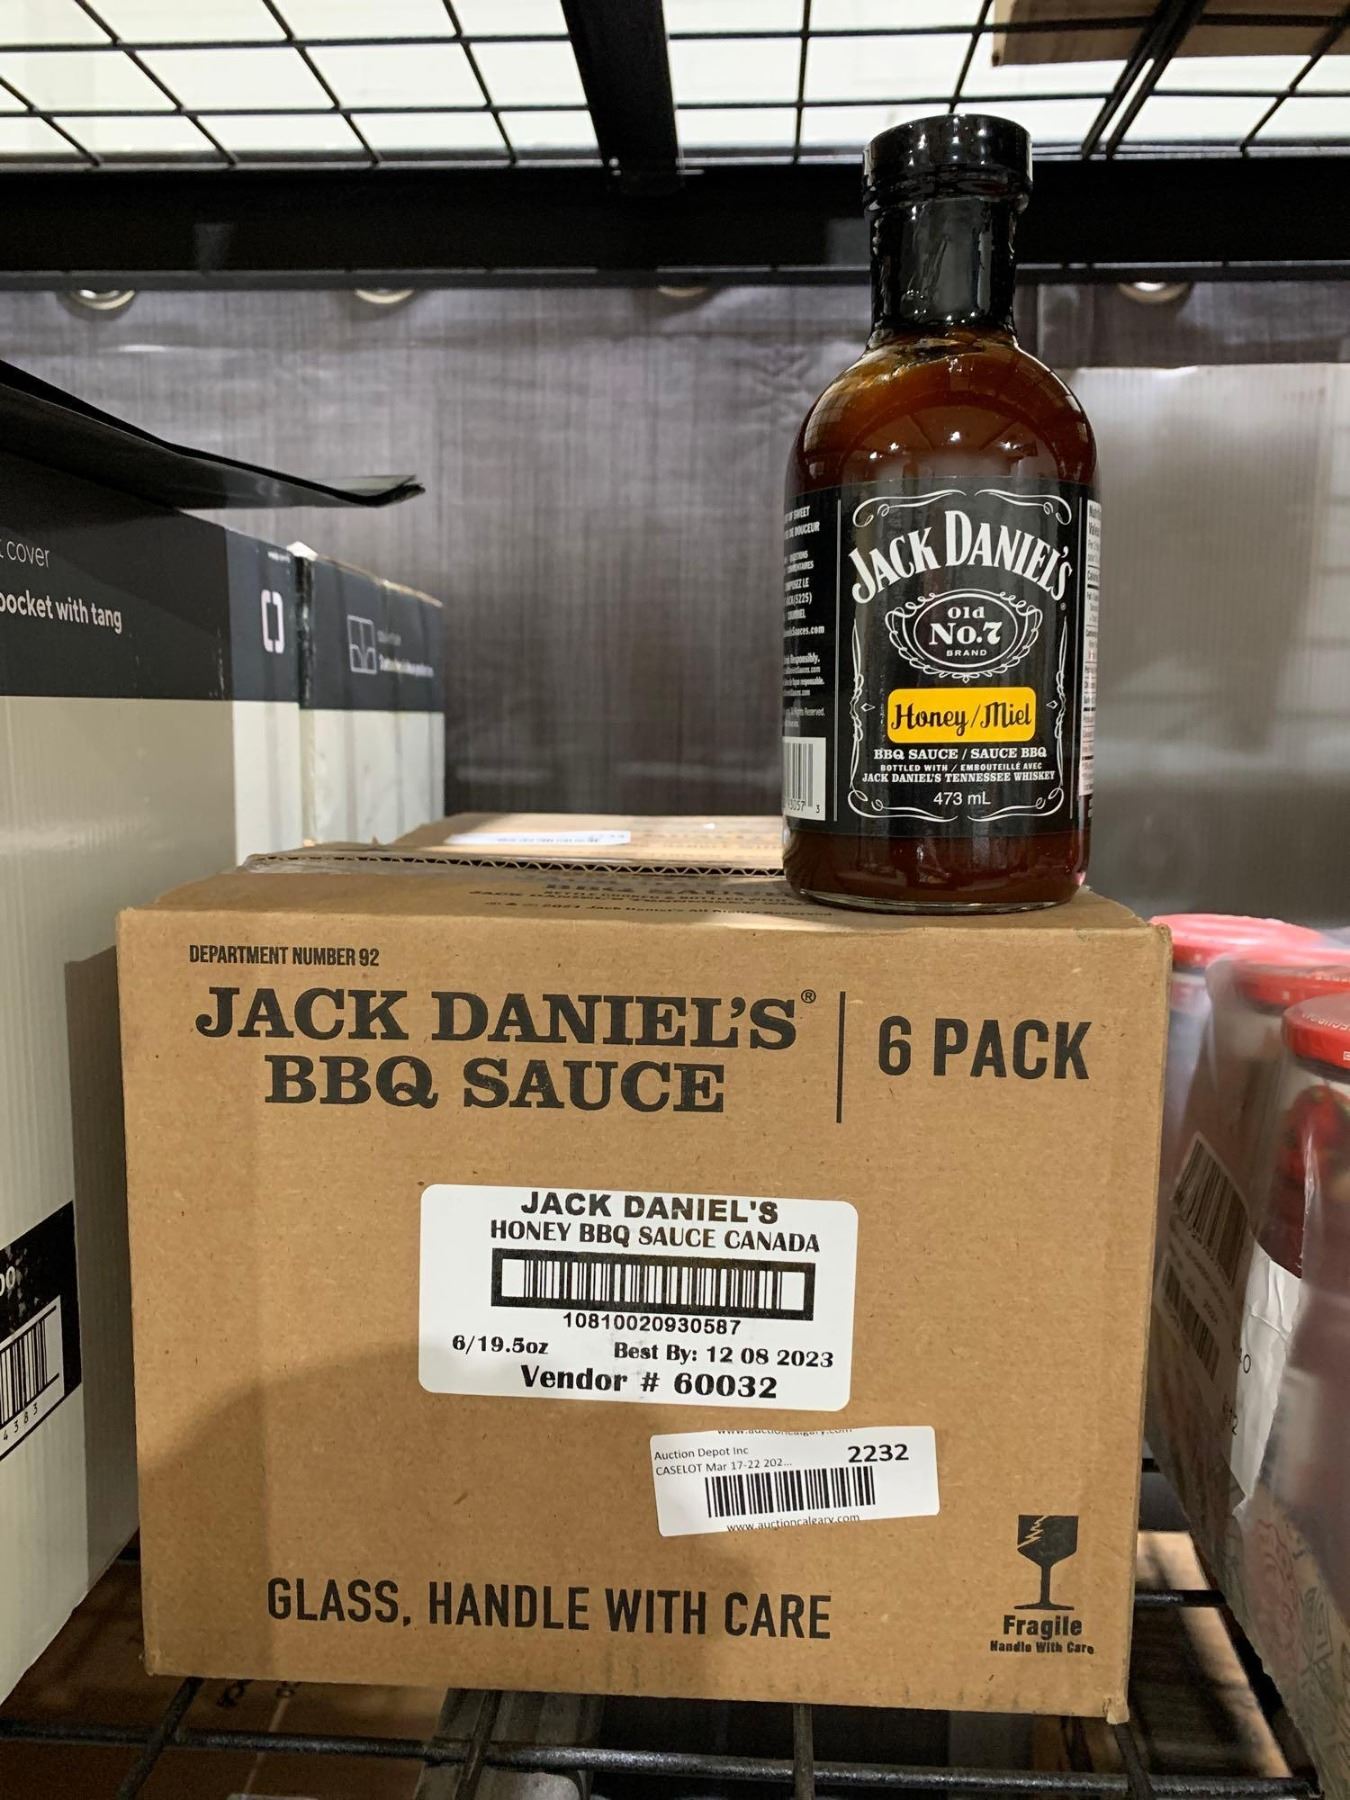 JACK DANIEL'S
Old
No.7
BRAND
Honey/Miel
BBQ SAUCE / SAUCE BBQ
BOTTLED WITH / EMBOUTEILLÉ AVEC
JACK DANIEL'S TENNESSEE WHISKEY
473 mL
cover
pocket with tang
DEPARTMENT NUMBER 92
JACK DANIEL'S®
BBQ SAUCE
6 PACK
JACK DANIEL'S
HONEY BBQ SAUCE CANADA
10810020930587
6/19.5oz Best By: 12 08 2023
Vendor # 60032
Auction Depot Inc 2232
CASELOT Mar 17-22 202...
www.auctioncalgary.com
GLASS, HANDLE WITH CARE
Fragile
Handle With Care
4383